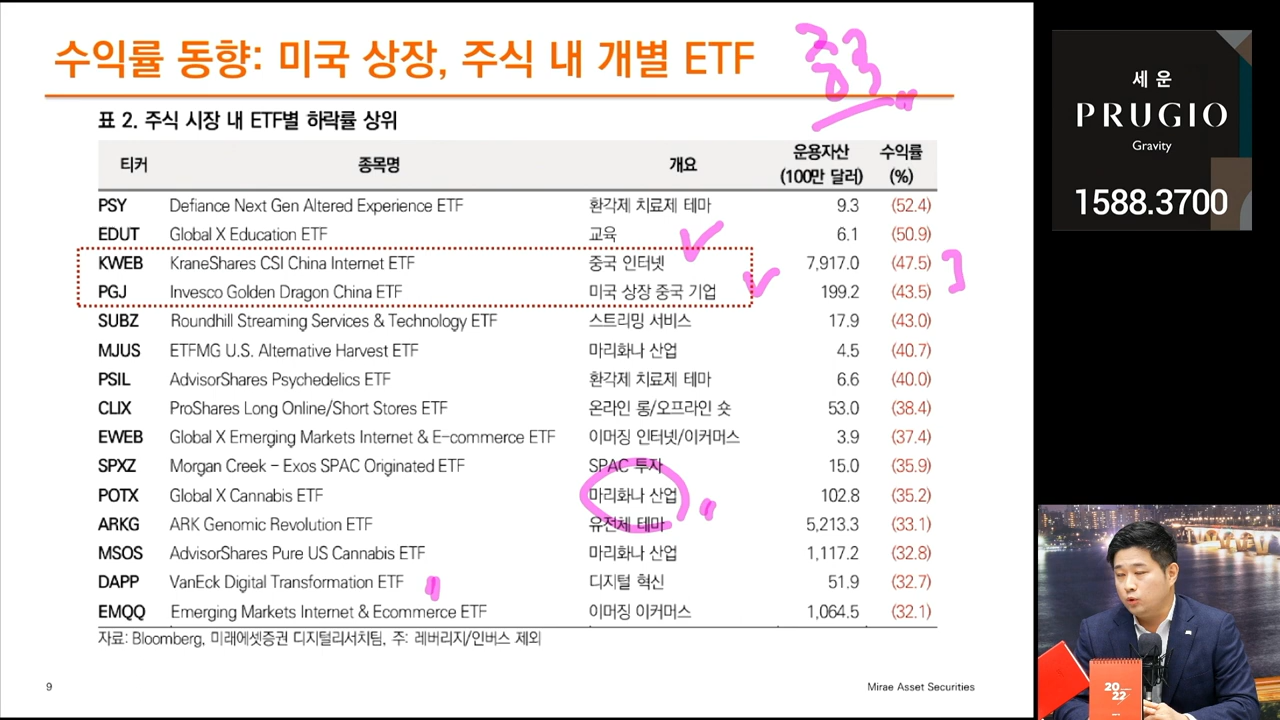 수익률 동향: 미국 상장, 주식 내 개별 ETF
중국
표 2. 주식 시장 내 ETF별 하락률 상위
티커 종목명 개요 운용자산 (100만 달러) 수익률 (%)
PSY Defiance Next Gen Altered Experience ETF 환각제 치료제 테마 9.3 (52.4)
EDUT Global X Education ETF 교육 6.1 (50.9)
KWEB KraneShares CSI China Internet ETF 중국 인터넷 7,917.0 (47.5)
PGJ Invesco Golden Dragon China ETF 미국 상장 중국 기업 199.2 (43.5)
SUBZ Roundhill Streaming Services & Technology ETF 스트리밍 서비스 17.9 (43.0)
MJUS ETFMG U.S. Alternative Harvest ETF 마리화나 산업 4.5 (40.7)
PSIL AdvisorShares Psychedelics ETF 환각제 치료제 테마 6.6 (40.0)
CLIX ProShares Long Online/Short Stores ETF 온라인 롱/오프라인 숏 53.0 (38.4)
EWEB Global X Emerging Markets Internet & E-commerce ETF 이머징 인터넷/이커머스 3.9 (37.4)
SPXZ Morgan Creek - Exos SPAC Originated ETF SPAC 투자 15.0 (35.9)
POTX Global X Cannabis ETF 마리화나 산업 102.8 (35.2)
ARKG ARK Genomic Revolution ETF 유전체 테마 5,213.3 (33.1)
MSOS AdvisorShares Pure US Cannabis ETF 마리화나 산업 1,117.2 (32.8)
DAPP VanEck Digital Transformation ETF 디지털 혁신 51.9 (32.7)
EMQQ Emerging Markets Internet & Ecommerce ETF 이머징 이커머스 1,064.5 (32.1)
자료: Bloomberg, 미래에셋증권 디지털리서치팀, 주: 레버리지/인버스 제외
9
Mirae Asset Securities
세운
PRUGIO
Gravity
1588.3700
20
22